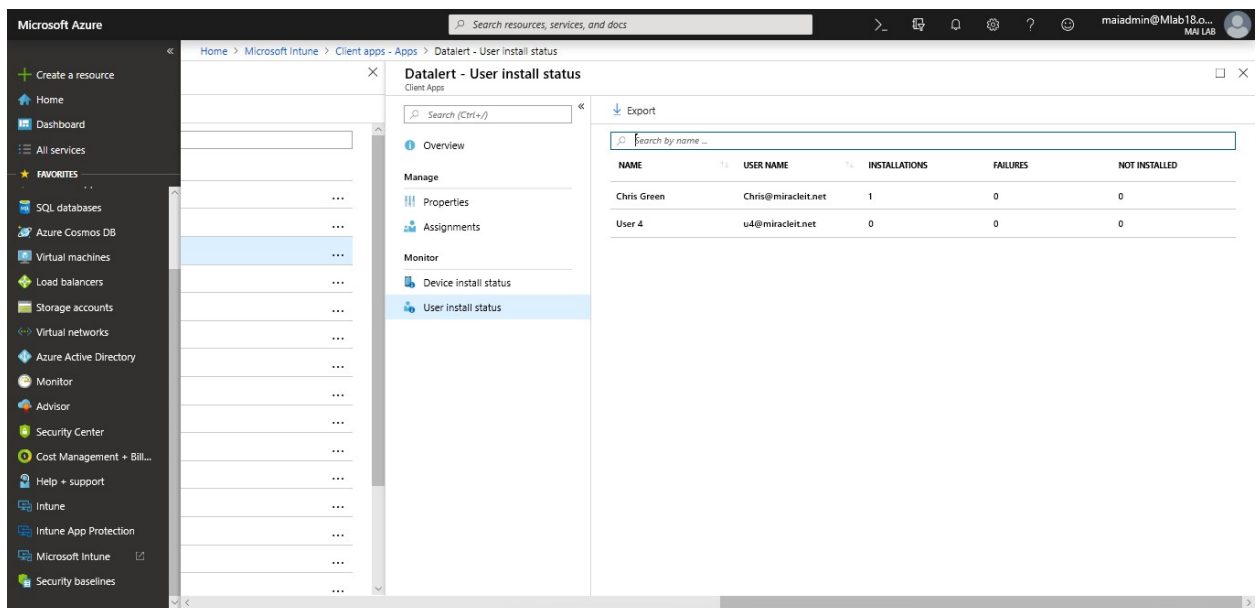 Microsoft Azure
Search resources, services, and docs
maiadmin@Mlab18.o...
MAI LAB
Home > Microsoft Intune > Client apps - Apps > Datalert - User install status
Create a resource
Home
Dashboard
All services
FAVORITES
SQL databases
Azure Cosmos DB
Virtual machines
Load balancers
Storage accounts
Virtual networks
Azure Active Directory
Monitor
Advisor
Security Center
Cost Management + Bill...
Help + support
Intune
Intune App Protection
Microsoft Intune
Security baselines
Datalert - User install status
Client Apps
Search (Ctrl+/)
Overview
Manage
Properties
Assignments
Monitor
Device install status
User install status
Export
Search by name ...
NAME USER NAME INSTALLATIONS FAILURES NOT INSTALLED
Chris Green Chris@miracleit.net 1 0 0
User 4 u4@miracleit.net 0 0 0